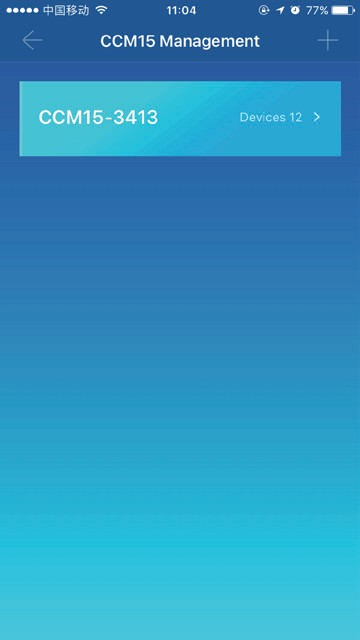 中国移动 11:04 77%
CCM15 Management
CCM15-3413 Devices 12